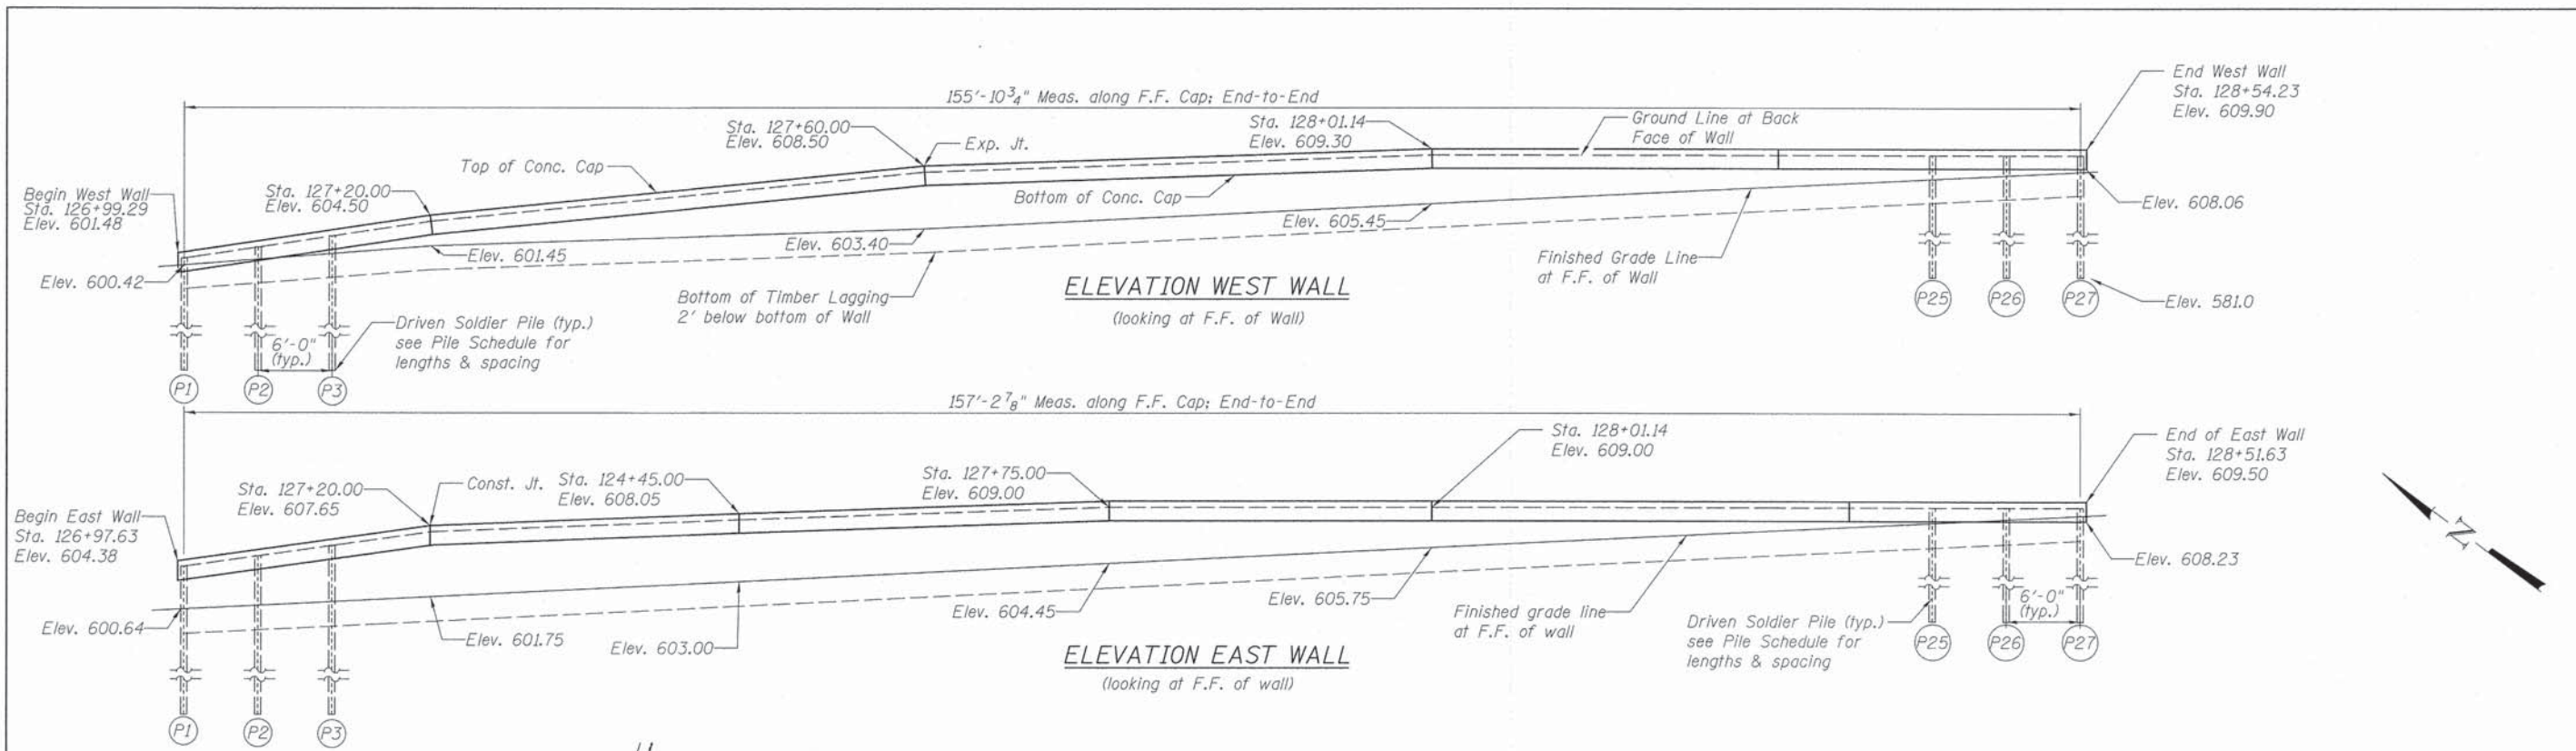 155'-10 3/4" Meas. along F.F. Cap; End-to-End
End West Wall
Sta. 128+54.23
Elev. 609.90
Sta. 127+60.00
Elev. 608.50
Exp. Jt.
Sta. 128+01.14
Elev. 609.30
Ground Line at Back
Face of Wall
Top of Conc. Cap
Begin West Wall
Sta. 126+99.29
Elev. 601.48
Sta. 127+20.00
Elev. 604.50
Bottom of Conc. Cap
Elev. 608.06
Elev. 605.45
Elev. 603.40
Elev. 601.45
Elev. 600.42
Finished Grade Line
at F.F. of Wall
Bottom of Timber Lagging
2' below bottom of Wall
ELEVATION WEST WALL
(looking at F.F. of Wall)
P25
P26
P27
Elev. 581.0
Driven Soldier Pile (typ.)
see Pile Schedule for
lengths & spacing
6'-0"
(typ.)
P1
P2
P3
157'-2 7/8" Meas. along F.F. Cap; End-to-End
Sta. 128+01.14
Elev. 609.00
End of East Wall
Sta. 128+51.63
Elev. 609.50
Sta. 127+20.00
Elev. 607.65
Const. Jt.
Sta. 124+45.00
Elev. 608.05
Sta. 127+75.00
Elev. 609.00
Begin East Wall
Sta. 126+97.63
Elev. 604.38
N
Elev. 608.23
Elev. 600.64
Elev. 601.75
Elev. 603.00
Elev. 604.45
Elev. 605.75
Finished grade line
at F.F. of wall
Driven Soldier Pile (typ.)
see Pile Schedule for
lengths & spacing
6'-0"
(typ.)
P25
P26
P27
ELEVATION EAST WALL
(looking at F.F. of wall)
P1
P2
P3